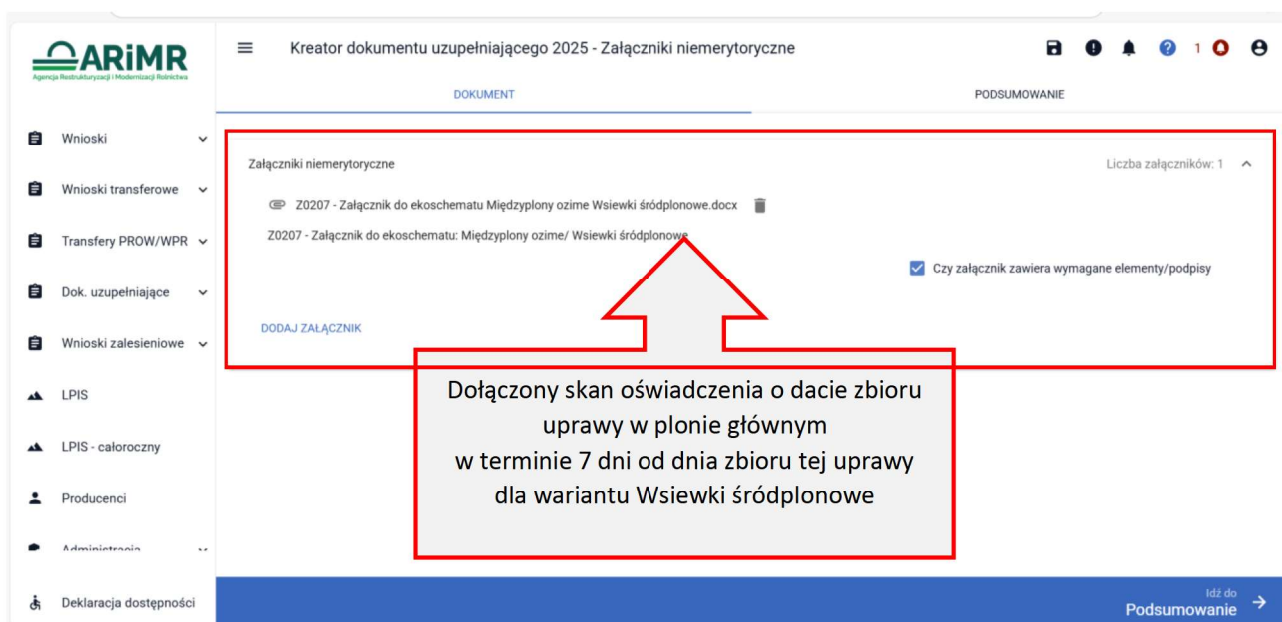 ARiMR
Agencja Restrukturyzacji i Modernizacji Rolnictwa
Kreator dokumentu uzupełniającego 2025 - Załączniki niemerytoryczne
1
DOKUMENT
PODSUMOWANIE
Wnioski
Wnioski transferowe
Transfery PROW/WPR
Dok. uzupełniające
Wnioski zalesieniowe
LPIS
LPIS - całoroczny
Producenci
Administracja
Deklaracja dostępności
Załączniki niemerytoryczne
Liczba załączników: 1
Z0207 - Załącznik do ekoschematu Międzyplony ozime Wsiewki śródplonowe.docx
Z0207 - Załącznik do ekoschematu: Międzyplony ozime/ Wsiewki śródplonowe
Czy załącznik zawiera wymagane elementy/podpisy
DODAJ ZAŁĄCZNIK
Dołączony skan oświadczenia o dacie zbioru
uprawy w plonie głównym
w terminie 7 dni od dnia zbioru tej uprawy
dla wariantu Wsiewki śródplonowe
Idź do
Podsumowanie